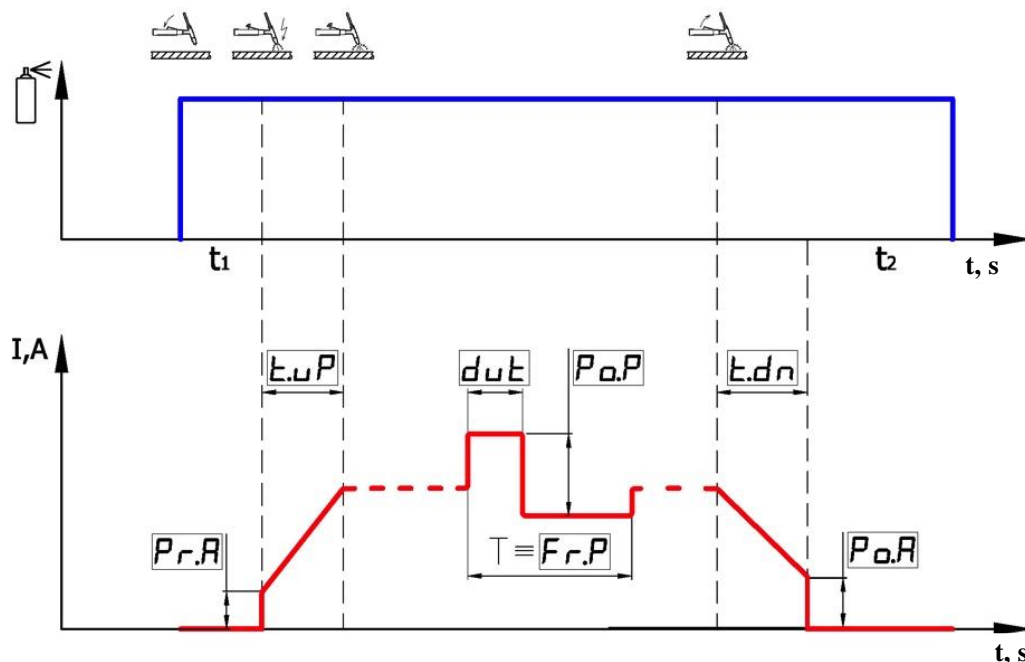 t1
t2
t, s
I,A
t.uP
dut
Po.P
t.dn
Pr.A
T ≡ Fr.P
Po.A
t, s